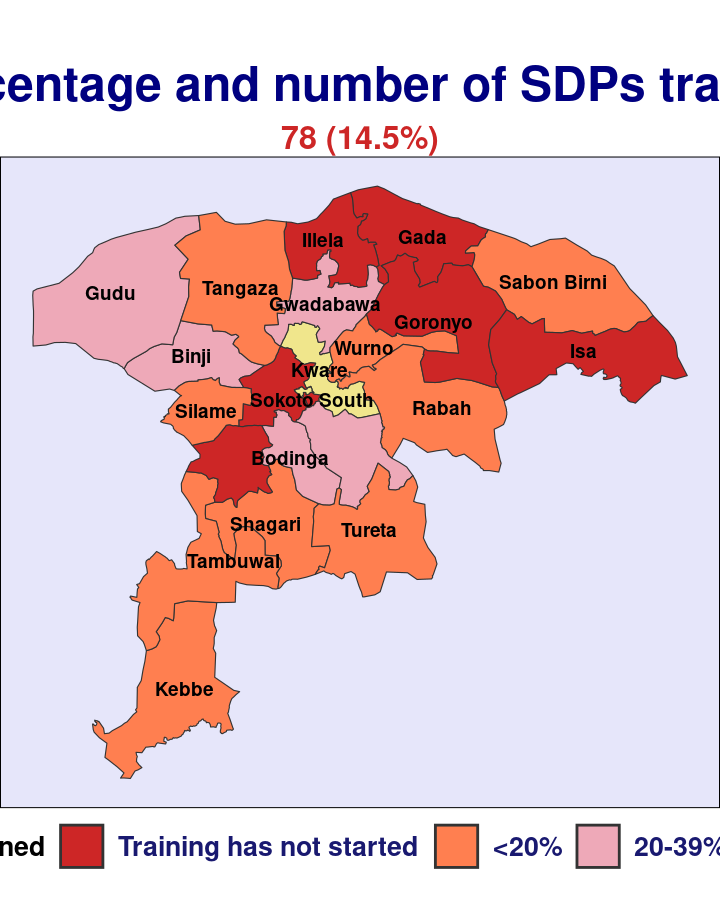 centage and number of SDPs tra
78 (14.5%)
Illela
Gada
Sabon Birni
Gudu
Tangaza
Gwadabawa
Goronyo
Binji
Wurno
Isa
Kware
Silame
Sokoto South
Rabah
Bodinga
Shagari
Tureta
Tambuwal
Kebbe
ned Training has not started <20% 20-39%